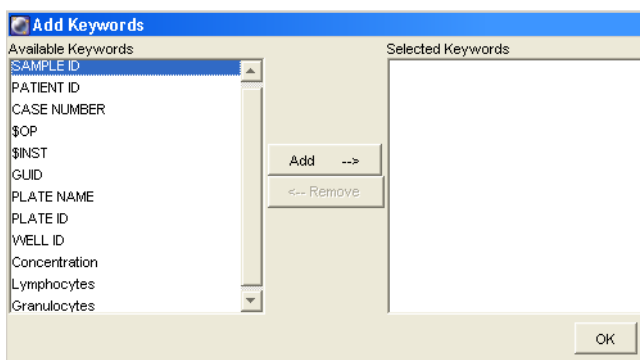 Add Keywords
Available Keywords
Selected Keywords
SAMPLE ID
PATIENT ID
CASE NUMBER
$OP
$INST
GUID
PLATE NAME
PLATE ID
WELL ID
Concentration
Lymphocytes
Granulocytes
Add -->
<-- Remove
OK